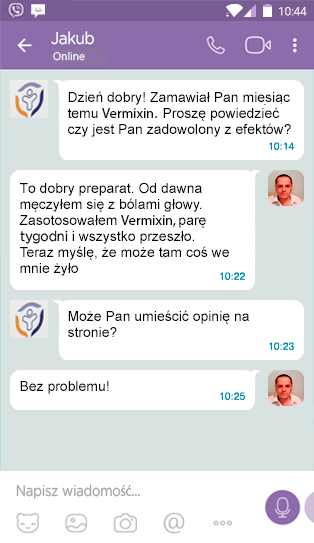 10:44
Jakub
Online
Dzień dobry! Zamawiał Pan miesiąc
temu Vermixin. Proszę powiedzieć
czy jest Pan zadowolony z efektów?
10:14
To dobry preparat. Od dawna
męczyłem się z bólami głowy.
Zasotosowałem Vermixin, parę
tygodni i wszystko przeszło.
Teraz myślę, że może tam coś we
mnie żyło
10:22
Może Pan umieścić opinię na
stronie?
10:23
Bez problemu!
10:25
Napisz wiadomość...